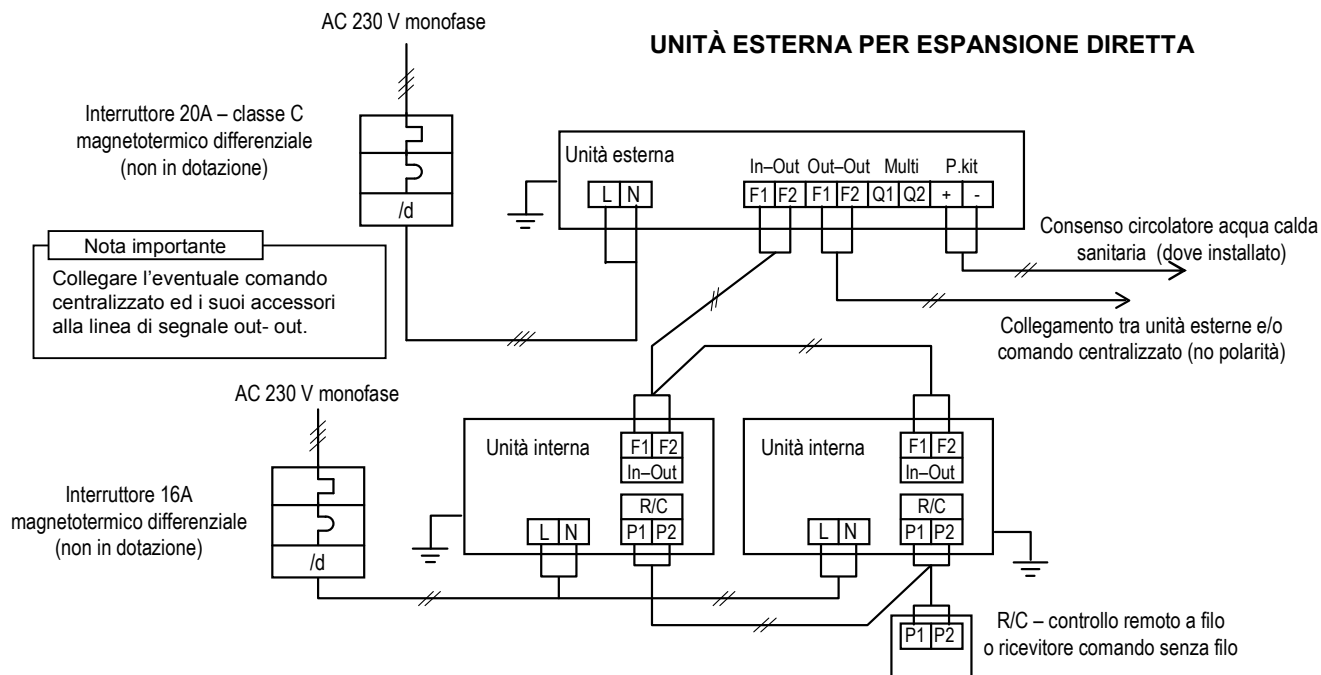 AC 230 V monofase
UNITÀ ESTERNA PER ESPANSIONE DIRETTA
Interruttore 20A – classe C
magnetotermico differenziale
(non in dotazione)
/d
Nota importante
Collegare l'eventuale comando
centralizzato ed i suoi accessori
alla linea di segnale out- out.
Unità esterna
L N
In–Out Out–Out Multi P.kit
F1 F2 F1 F2 Q1 Q2 + -
Consenso circolatore acqua calda
sanitaria (dove installato)
Collegamento tra unità esterne e/o
comando centralizzato (no polarità)
AC 230 V monofase
Interruttore 16A
magnetotermico differenziale
(non in dotazione)
/d
Unità interna
F1 F2
In–Out
R/C
L N
P1 P2
Unità interna
F1 F2
In–Out
R/C
L N
P1 P2
P1 P2
R/C – controllo remoto a filo
o ricevitore comando senza filo